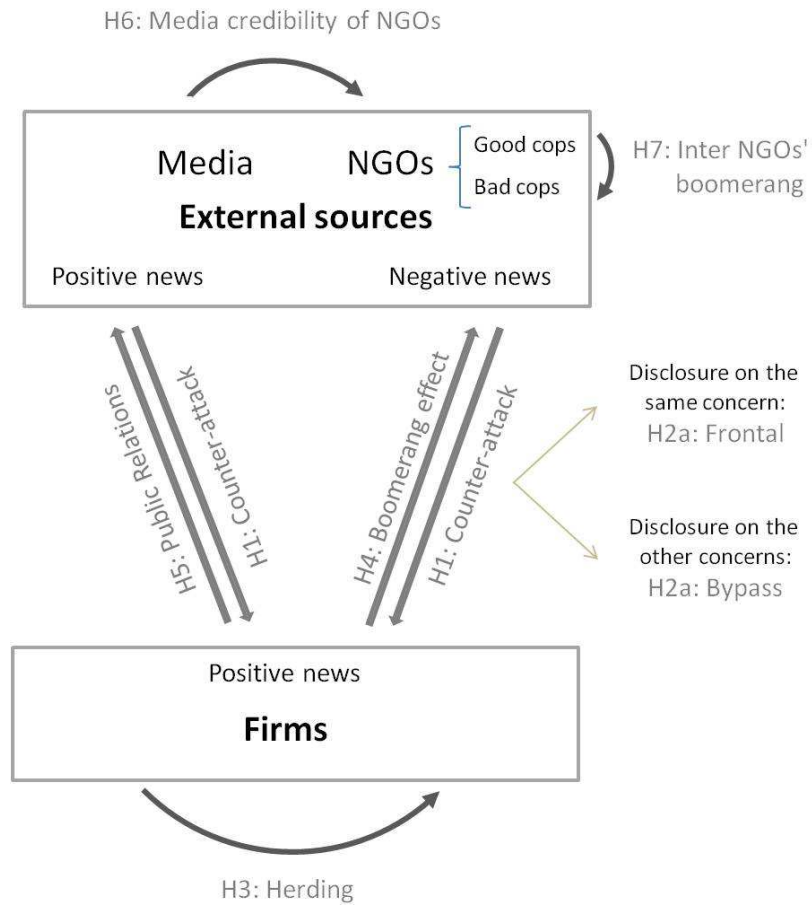 H6: Media credibility of NGOs
Media
NGOs
Good cops
Bad cops
External sources
Positive news
Negative news
H7: Inter NGOs'
boomerang
H5: Public Relations
H1: Counter-attack
H4: Boomerang effect
H1: Counter-attack
Disclosure on the
same concern:
H2a: Frontal
Disclosure on the
other concerns:
H2a: Bypass
Positive news
Firms
H3: Herding